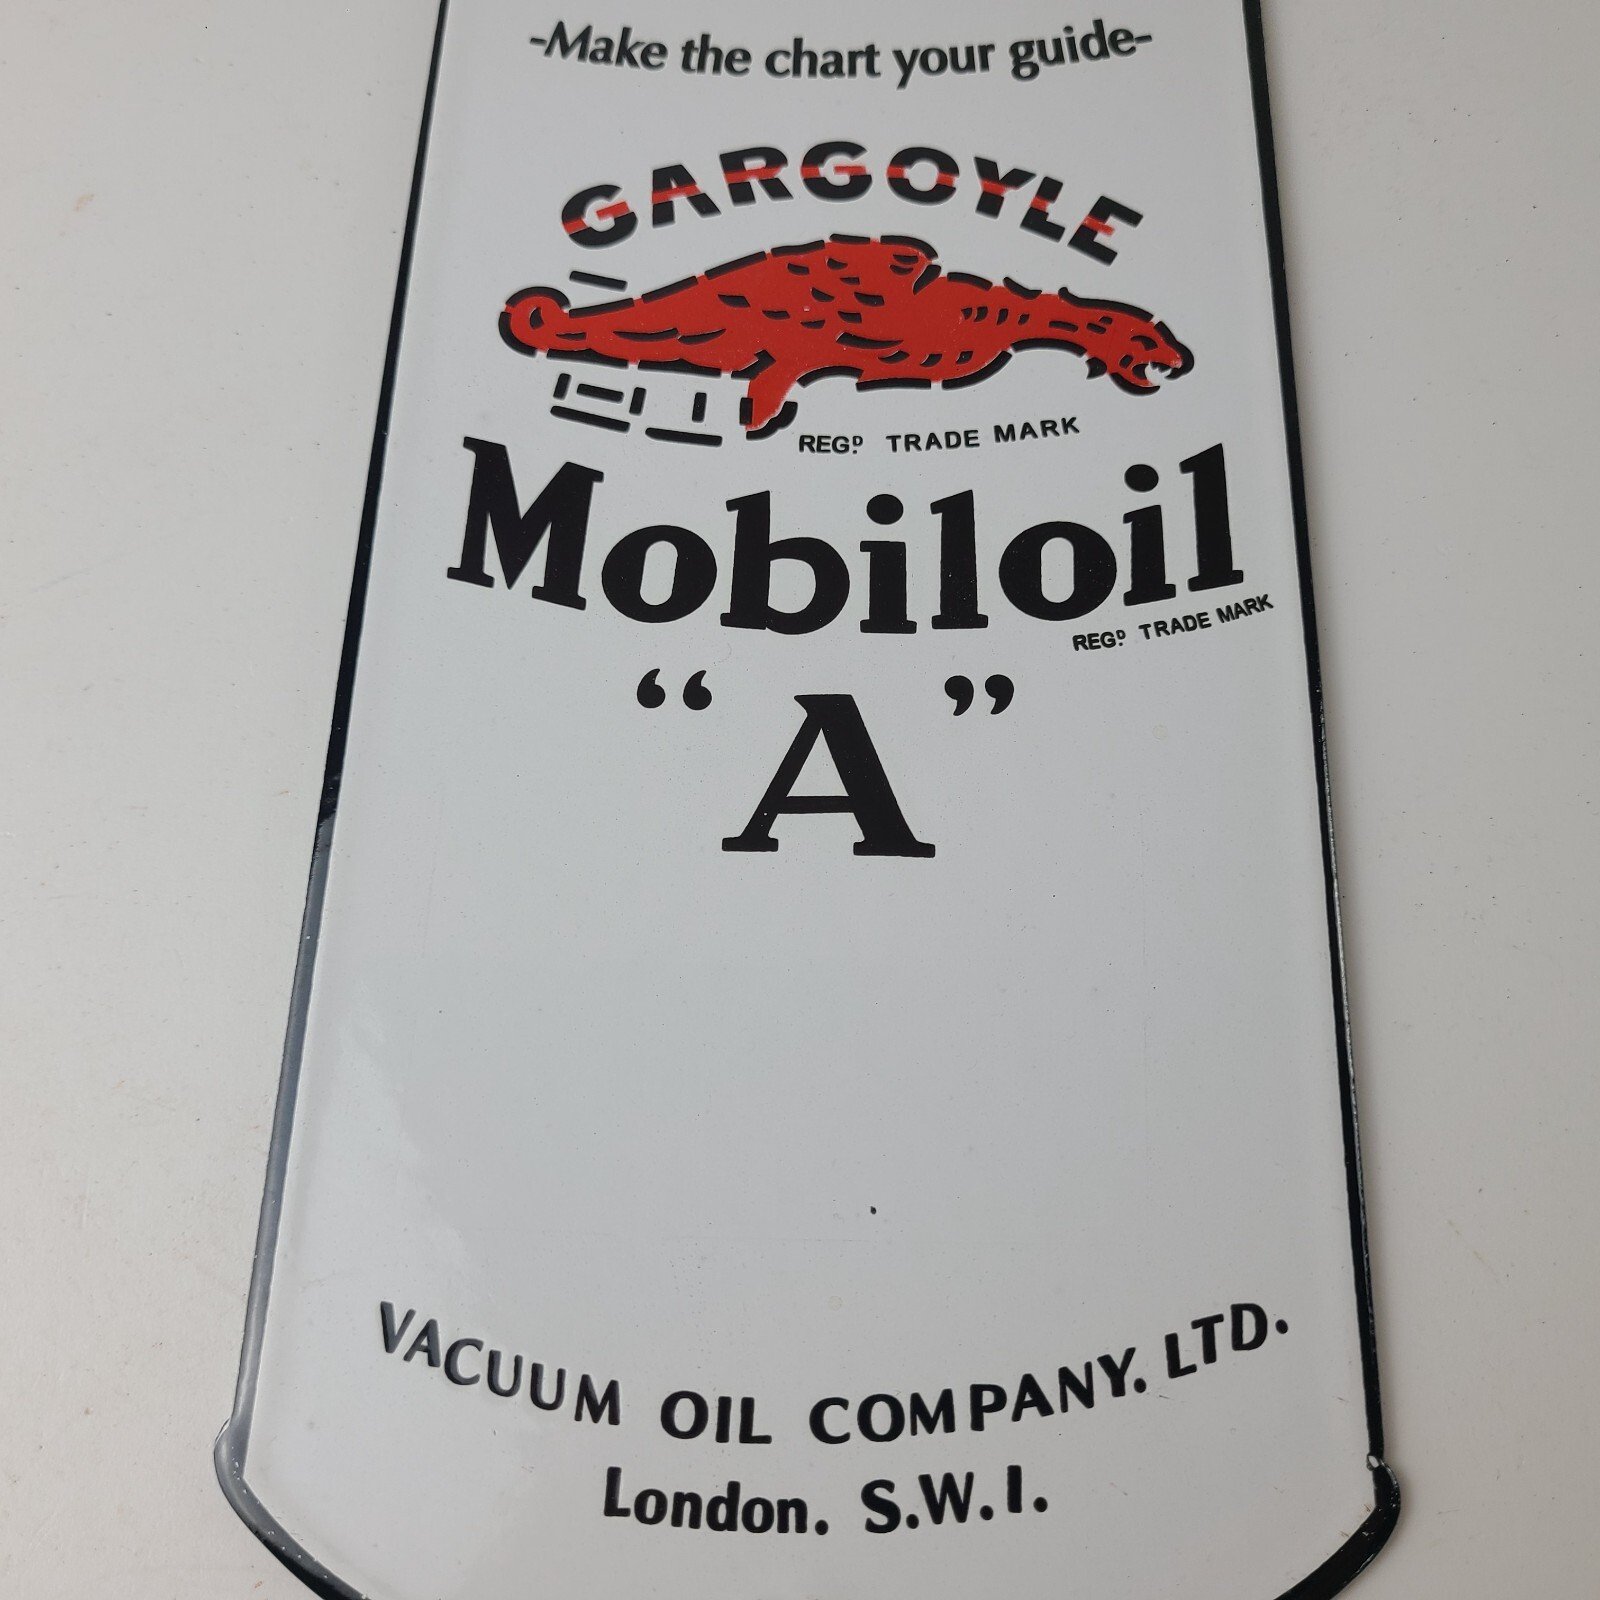 -Make the chart your guide-
GARGOYLE
REGD. TRADE MARK
Mobiloil
REGD. TRADE MARK
“A”
VACUUM OIL COMPANY. LTD.
London. S.W.I.